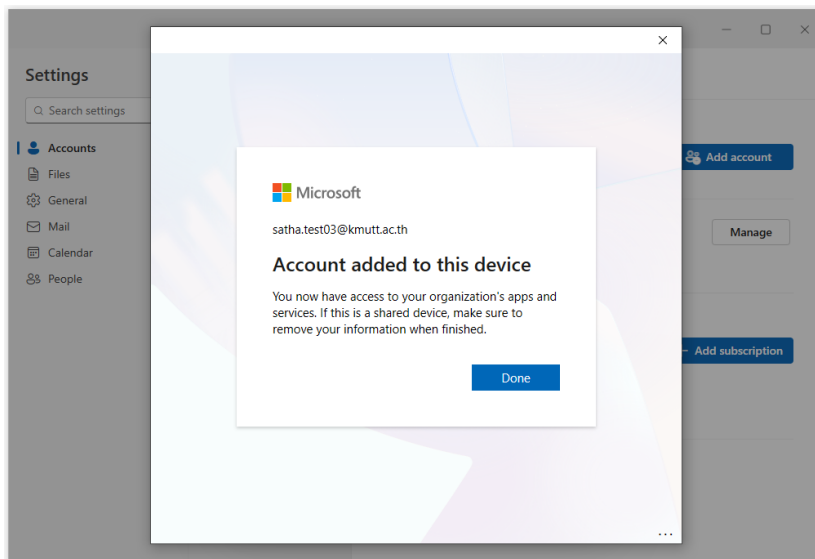 Settings
Search settings
Accounts
Files
General
Mail
Calendar
People
Microsoft
satha.test03@kmutt.ac.th
Account added to this device
You now have access to your organization's apps and
services. If this is a shared device, make sure to
remove your information when finished.
Done
Add account
Manage
Add subscription